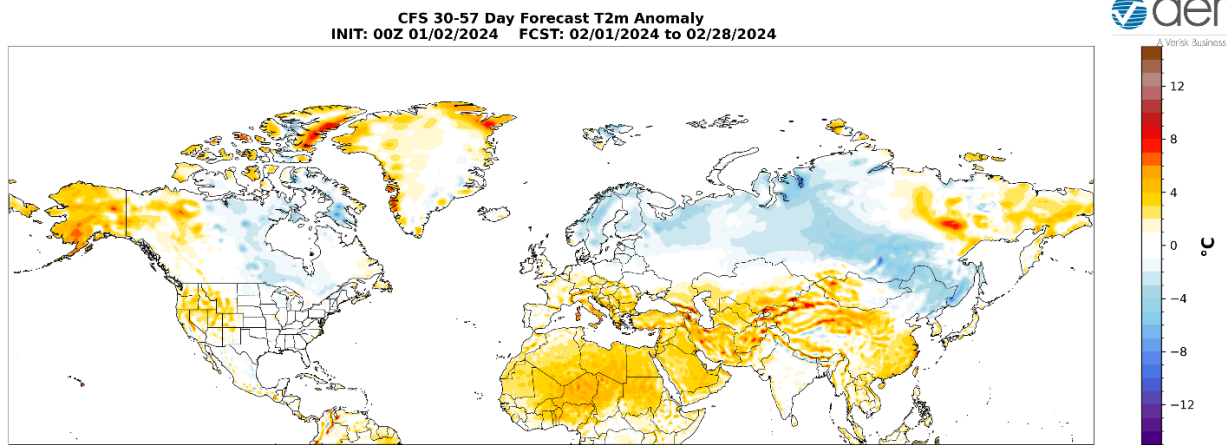 CFS 30-57 Day Forecast T2m Anomaly
INIT: 00Z 01/02/2024 FCST: 02/01/2024 to 02/28/2024
aer
A Verisk Business
12
8
4
0
−4
−8
−12
°C